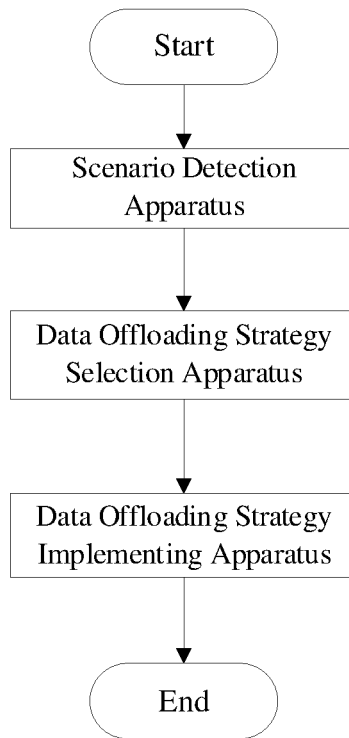 Start
Scenario Detection
Apparatus
Data Offloading Strategy
Selection Apparatus
Data Offloading Strategy
Implementing Apparatus
End